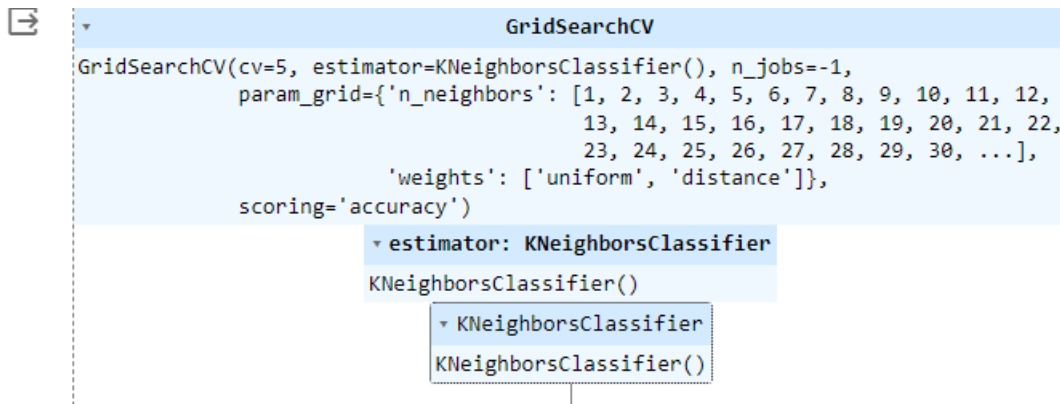 GridSearchCV
GridSearchCV(cv=5, estimator=KNeighborsClassifier(), n_jobs=-1,
param_grid={'n_neighbors': [1, 2, 3, 4, 5, 6, 7, 8, 9, 10, 11, 12,
13, 14, 15, 16, 17, 18, 19, 20, 21, 22,
23, 24, 25, 26, 27, 28, 29, 30, ...],
'weights': ['uniform', 'distance']},
scoring='accuracy')
estimator: KNeighborsClassifier
KNeighborsClassifier()
KNeighborsClassifier
KNeighborsClassifier()